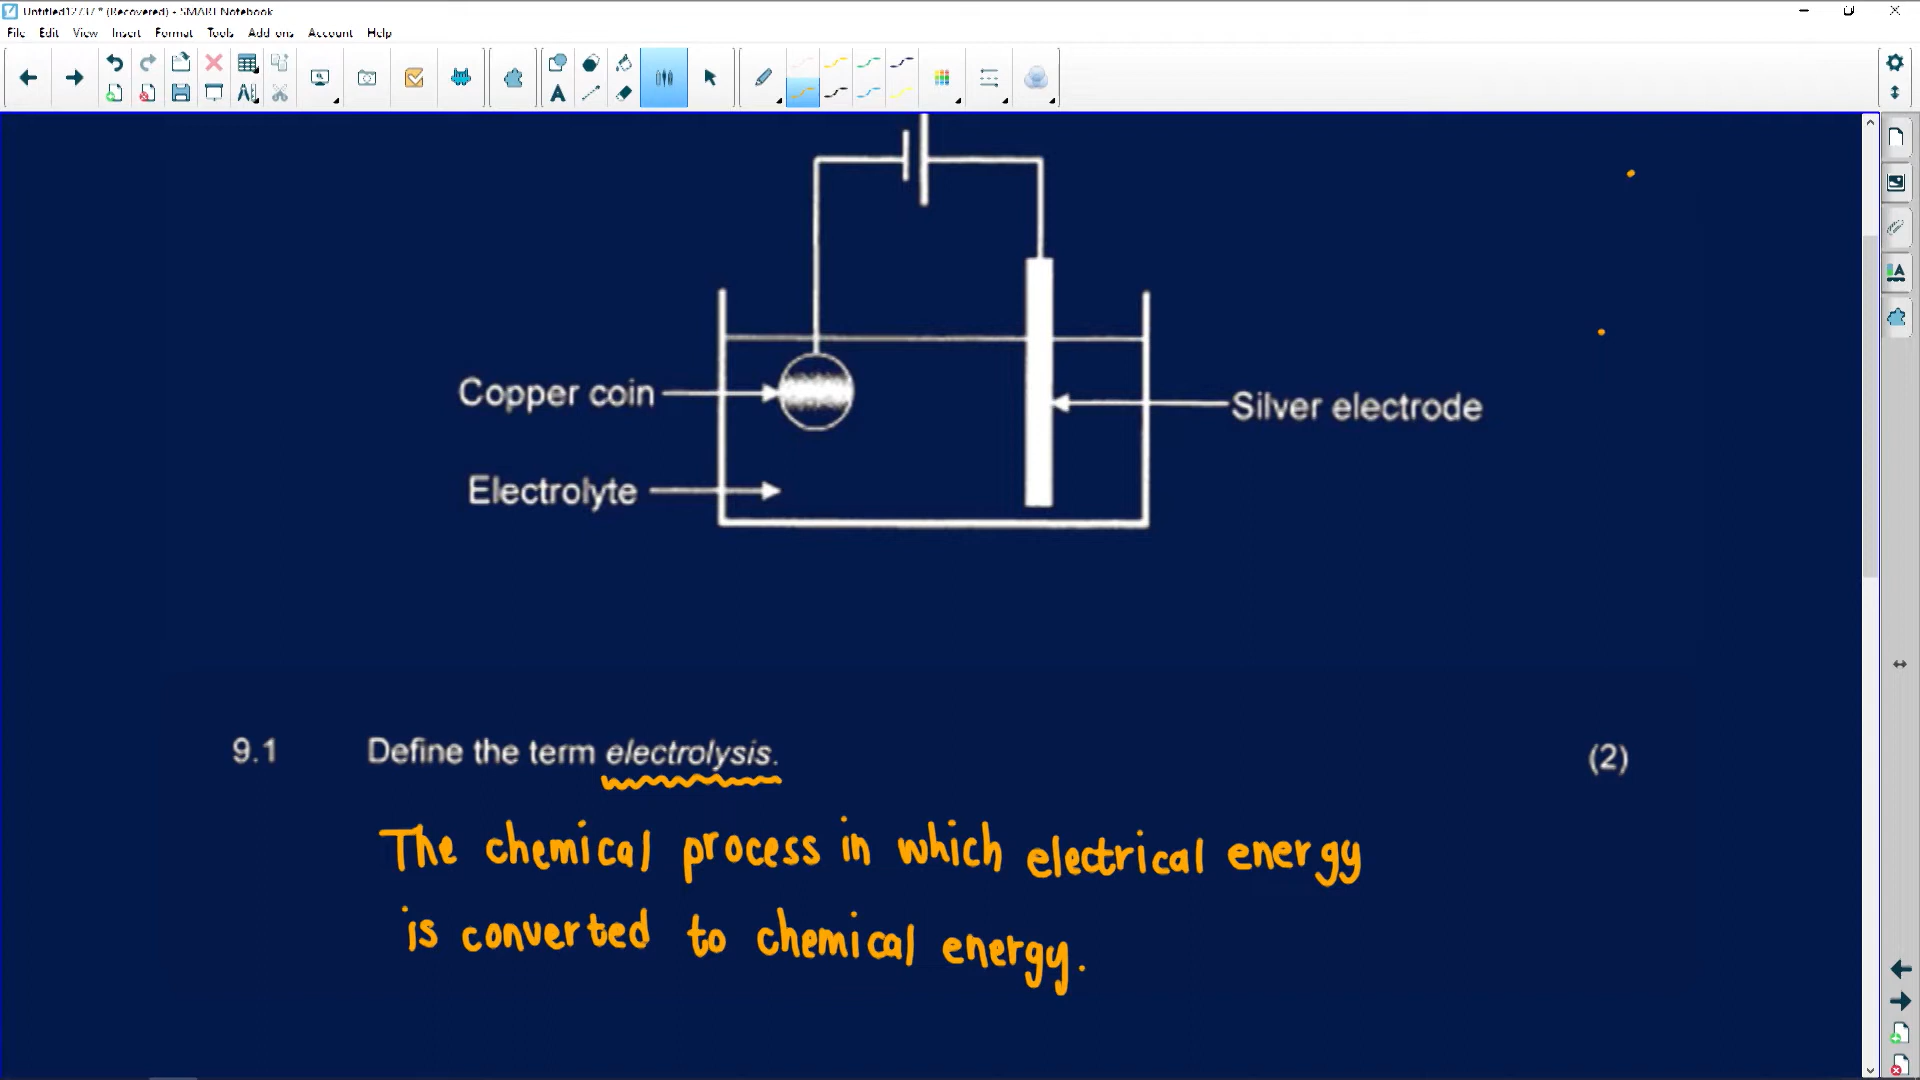 Untitled12737 * (Recovered) - SMART Notebook
File Edit View Insert Format Tools Add-ons Account Help
Copper coin
Silver electrode
Electrolyte
9.1 Define the term electrolysis. (2)
The chemical process in which electrical energy
is converted to chemical energy.